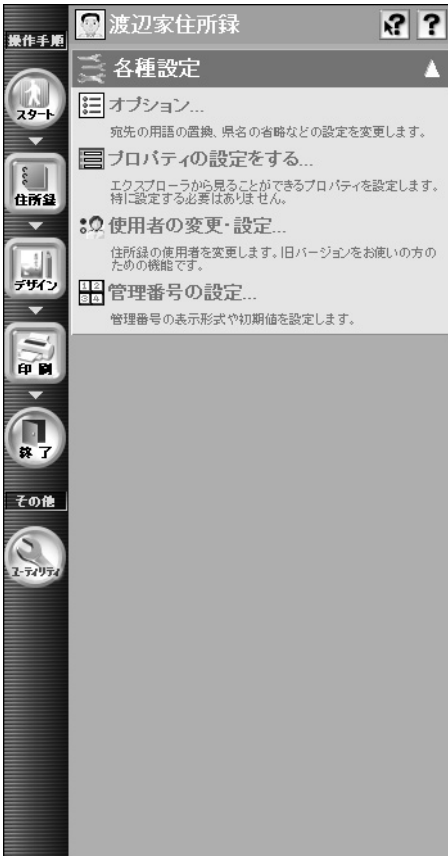 操作手順
渡辺家住所録
?
?
各種設定
スタート
オプション...
宛先の用語の置換、県名の省略などの設定を変更します。
プロパティの設定をする...
エクスプローラから見ることができるプロパティを設定します。
特に設定する必要はありません。
住所録
使用者の変更・設定...
住所録の使用者を変更します。旧バージョンをお使いの方の
ための機能です。
デザイン
1 2
3 4
管理番号の設定...
管理番号の表示形式や初期値を設定します。
印刷
終了
その他
ユーティリティ